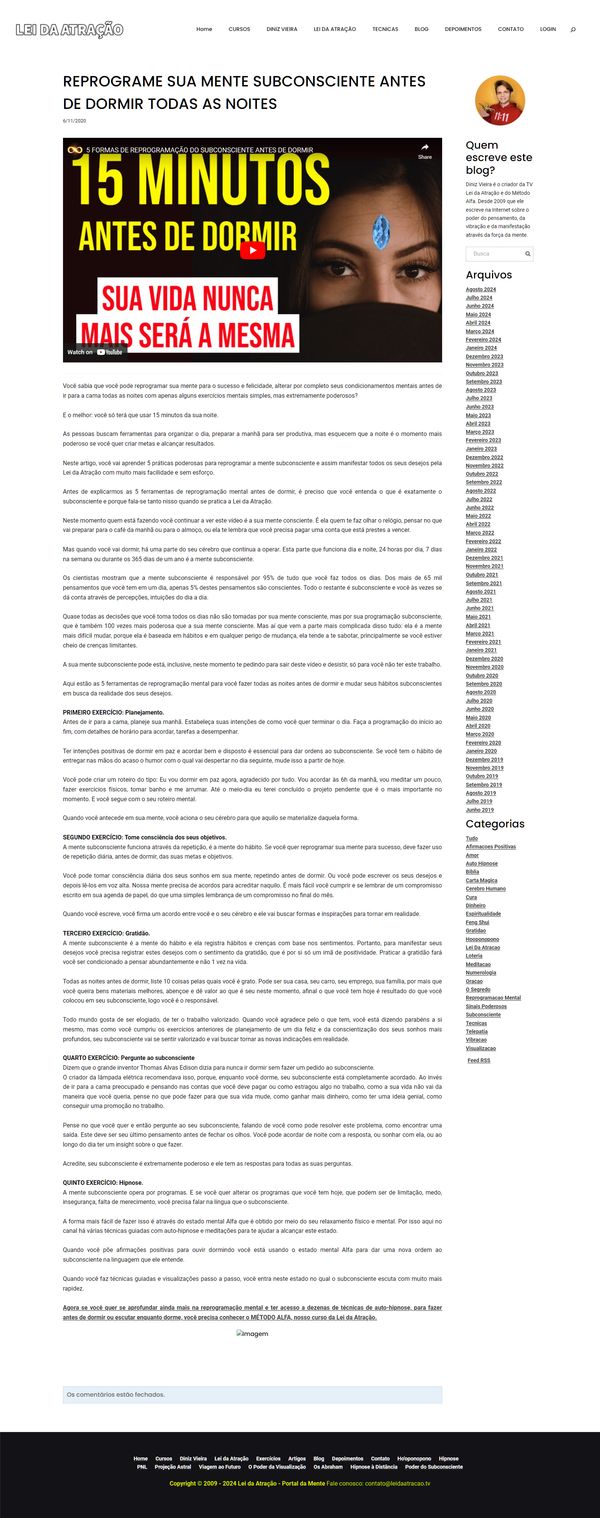 LEI DA ATRAÇÃO
Home CURSOS DINIZ VIEIRA LEI DA ATRAÇÃO TECNICAS BLOG DEPOIMENTOS CONTATO LOGIN
REPROGRAME SUA MENTE SUBCONSCIENTE ANTES
DE DORMIR TODAS AS NOITES
6/11/2020
5 FORMAS DE REPROGRAMAÇÃO DO SUBCONSCIENTE ANTES DE DORMIR
Share
15 MINUTOS
ANTES DE DORMIR
SUA VIDA NUNCA
MAIS SERÁ A MESMA
Watch on YouTube
Você sabia que você pode reprogramar sua mente para o sucesso e felicidade, alterar por completo seus condicionamentos mentais antes de
ir para a cama todas as noites com apenas alguns exercícios mentais simples, mas extremamente poderosos?
E o melhor: você só terá que usar 15 minutos da sua noite.
As pessoas buscam ferramentas para organizar o dia, preparar a manhã para ser produtiva, mas esquecem que a noite é o momento mais
poderoso se você quer criar metas e alcançar resultados.
Neste artigo, você vai aprender 5 práticas poderosas para reprogramar a mente subconsciente e assim manifestar todos os seus desejos pela
Lei da Atração com muito mais facilidade e sem esforço.
Antes de explicarmos as 5 ferramentas de reprogramação mental antes de dormir, é preciso que você entenda o que é exatamente o
subconsciente e porque fala-se tanto nisso quando se pratica a Lei da Atração.
Neste momento quem está fazendo você continuar a ver este vídeo é a sua mente consciente. É ela quem te faz olhar o relógio, pensar no que
vai preparar para o café da manhã ou para o almoço, ou ela te lembra que você precisa pagar uma conta que está prestes a vencer.
Mas quando você vai dormir, há uma parte do seu cérebro que continua a operar. Esta parte que funciona dia e noite, 24 horas por dia, 7 dias
na semana ou durante os 365 dias de um ano é a mente subconsciente.
Os cientistas mostram que a mente subconsciente é responsável por 95% de tudo que você faz todos os dias. Dos mais de 65 mil
pensamentos que você tem em um dia, apenas 5% destes pensamentos são conscientes. Todo o restante é subconsciente e você às vezes se
dá conta através de percepções, intuições do dia a dia.
Quase todas as decisões que você toma todos os dias não são tomadas por sua mente consciente, mas por sua programação subconsciente,
que é também 100 vezes mais poderosa que a sua mente consciente. Mas aí que vem a parte mais complicada disso tudo: ela é a mente
mais difícil mudar, porque ela é baseada em hábitos e em qualquer perigo de mudança, ela tende a te sabotar, principalmente se você estiver
cheio de crenças limitantes.
A sua mente subconsciente pode está, inclusive, neste momento te pedindo para sair deste vídeo e desistir, só para você não ter este trabalho.
Aqui estão as 5 ferramentas de reprogramação mental para você fazer todas as noites antes de dormir e mudar seus hábitos subconscientes
em busca da realidade dos seus desejos.
PRIMEIRO EXERCÍCIO: Planejamento.
Antes de ir para a cama, planeje sua manhã. Estabeleça suas intenções de como você quer terminar o dia. Faça a programação do início ao
fim, com detalhes de horário para acordar, tarefas a desempenhar.
Ter intenções positivas de dormir em paz e acordar bem e disposto é essencial para dar ordens ao subconsciente. Se você tem o hábito de
entregar nas mãos do acaso o humor com o qual vai despertar no dia seguinte, mude isso a partir de hoje.
Você pode criar um roteiro do tipo: Eu vou dormir em paz agora, agradecido por tudo. Vou acordar às 6h da manhã, vou meditar um pouco,
fazer exercícios físicos, tomar banho e me arrumar. Até o meio-dia eu terei concluído o projeto pendente que é o mais importante no
momento. E você segue com o seu roteiro mental.
Quando você antecede em sua mente, você aciona o seu cérebro para que aquilo se materialize daquela forma.
SEGUNDO EXERCÍCIO: Tome consciência dos seus objetivos.
A mente subconsciente funciona através da repetição, é a mente do hábito. Se você quer reprogramar sua mente para sucesso, deve fazer uso
de repetição diária, antes de dormir, das suas metas e objetivos.
Você pode tomar consciência diária dos seus sonhos em sua mente, repetindo antes de dormir. Ou você pode escrever os seus desejos e
depois lê-los em voz alta. Nossa mente precisa de acordos para acreditar naquilo. É mais fácil você cumprir e se lembrar de um compromisso
escrito em sua agenda de papel, do que uma simples lembrança de um compromisso no final do mês.
Quando você escreve, você firma um acordo entre você e o seu cérebro e ele vai buscar formas e inspirações para tornar em realidade.
TERCEIRO EXERCÍCIO: Gratidão.
A mente subconsciente é a mente do hábito e ela registra hábitos e crenças com base nos sentimentos. Portanto, para manifestar seus
desejos você precisa registrar estes desejos com o sentimento da gratidão, que é por si só um imã de positividade. Praticar a gratidão fará
você ser condicionado a pensar abundantemente e não 1 vez na vida.
Todas as noites antes de dormir, liste 10 coisas pelas quais você é grato. Pode ser sua casa, seu carro, seu emprego, sua família, por mais que
você queira bens materiais melhores, abençoe e dê valor ao que é seu neste momento, afinal o que você tem hoje é resultado do que você
colocou em seu subconsciente, logo você é o responsável.
Todo mundo gosta de ser elogiado, de ter o trabalho valorizado. Quando você agradece pelo o que tem, você está dizendo parabéns a si
mesmo, mas como você cumpriu os exercícios anteriores de planejamento de um dia feliz e da conscientização dos seus sonhos mais
profundos, seu subconsciente vai se sentir valorizado e vai buscar tornar as novas indicações em realidade.
QUARTO EXERCÍCIO: Pergunte ao subconsciente
Dizem que o grande inventor Thomas Alvas Edison dizia para nunca ir dormir sem fazer um pedido ao subconsciente.
O criador da lâmpada elétrica recomendava isso, porque, enquanto você dorme, seu subconsciente está completamente acordado. Ao invés
de ir para a cama preocupado e pensando nas contas que você deve pagar ou como estragou algo no trabalho, como a sua vida não vai da
maneira que você queria, pense no que pode fazer para que sua vida mude, como ganhar mais dinheiro, como ter uma ideia genial, como
conseguir uma promoção no trabalho.
Pense no que você quer e então pergunte ao seu subconsciente, falando de você como pode resolver este problema, como encontrar uma
saída. Este deve ser seu último pensamento antes de fechar os olhos. Você pode acordar de noite com a resposta, ou sonhar com ela, ou ao
longo do dia ter um insight sobre o que fazer.
Acredite, seu subconsciente é extremamente poderoso e ele tem as respostas para todas as suas perguntas.
QUINTO EXERCÍCIO: Hipnose.
A mente subconsciente opera por programas. E se você quer alterar os programas que você tem hoje, que podem ser de limitação, medo,
insegurança, falta de merecimento, você precisa falar na língua que o subconsciente.
A forma mais fácil de fazer isso é através do estado mental Alfa que é obtido por meio do seu relaxamento físico e mental. Por isso aqui no
canal há várias técnicas guiadas com auto-hipnose e meditações para te ajudar a alcançar este estado.
Quando você põe afirmações positivas para ouvir dormindo você está usando o estado mental Alfa para dar uma nova ordem ao
subconsciente na linguagem que ele entende.
Quando você faz técnicas guiadas e visualizações passo a passo, você entra neste estado no qual o subconsciente escuta com muito mais
rapidez.
Agora se você quer se aprofundar ainda mais na reprogramação mental e ter acesso a dezenas de técnicas de auto-hipnose, para fazer
antes de dormir ou escutar enquanto dorme, você precisa conhecer o MÉTODO ALFA, nosso curso da Lei da Atração.
Imagem
Os comentários estão fechados.
11:11
Quem
escreve este
blog?
Diniz Vieira é o criador da TV
Lei da Atração e do Método
Alfa. Desde 2009 que ele
escreve na Internet sobre o
poder do pensamento, da
vibração e da manifestação
através da força da mente.
Busca
Arquivos
Agosto 2024
Julho 2024
Junho 2024
Maio 2024
Abril 2024
Março 2024
Fevereiro 2024
Janeiro 2024
Dezembro 2023
Novembro 2023
Outubro 2023
Setembro 2023
Agosto 2023
Julho 2023
Junho 2023
Maio 2023
Abril 2023
Março 2023
Fevereiro 2023
Janeiro 2023
Dezembro 2022
Novembro 2022
Outubro 2022
Setembro 2022
Agosto 2022
Julho 2022
Junho 2022
Maio 2022
Abril 2022
Março 2022
Fevereiro 2022
Janeiro 2022
Dezembro 2021
Novembro 2021
Outubro 2021
Setembro 2021
Agosto 2021
Julho 2021
Junho 2021
Maio 2021
Abril 2021
Março 2021
Fevereiro 2021
Janeiro 2021
Dezembro 2020
Novembro 2020
Outubro 2020
Setembro 2020
Agosto 2020
Julho 2020
Junho 2020
Maio 2020
Abril 2020
Março 2020
Fevereiro 2020
Janeiro 2020
Dezembro 2019
Novembro 2019
Outubro 2019
Setembro 2019
Agosto 2019
Julho 2019
Junho 2019
Categorias
Tudo
Afirmacoes Positivas
Amor
Auto Hipnose
Bíblia
Carta Magica
Cerebro Humano
Cura
Dinheiro
Espiritualidade
Feng Shui
Gratidao
Hooponopono
Lei Da Atracao
Loteria
Meditacao
Numerologia
Oracao
O Segredo
Reprogramacao Mental
Sinais Poderosos
Subconsciente
Tecnicas
Telepatia
Vibracao
Visualizacao
Feed RSS
Home Cursos Diniz Vieira Lei da Atração Exercícios Artigos Blog Depoimentos Contato Ho'oponopono Hipnose
PNL Projeção Astral Viagem ao Futuro O Poder da Visualização Os Abraham Hipnose à Distância Poder do Subconsciente
Copyright © 2009 - 2024 Lei da Atração - Portal da Mente Fale conosco: contato@leidaatracao.tv